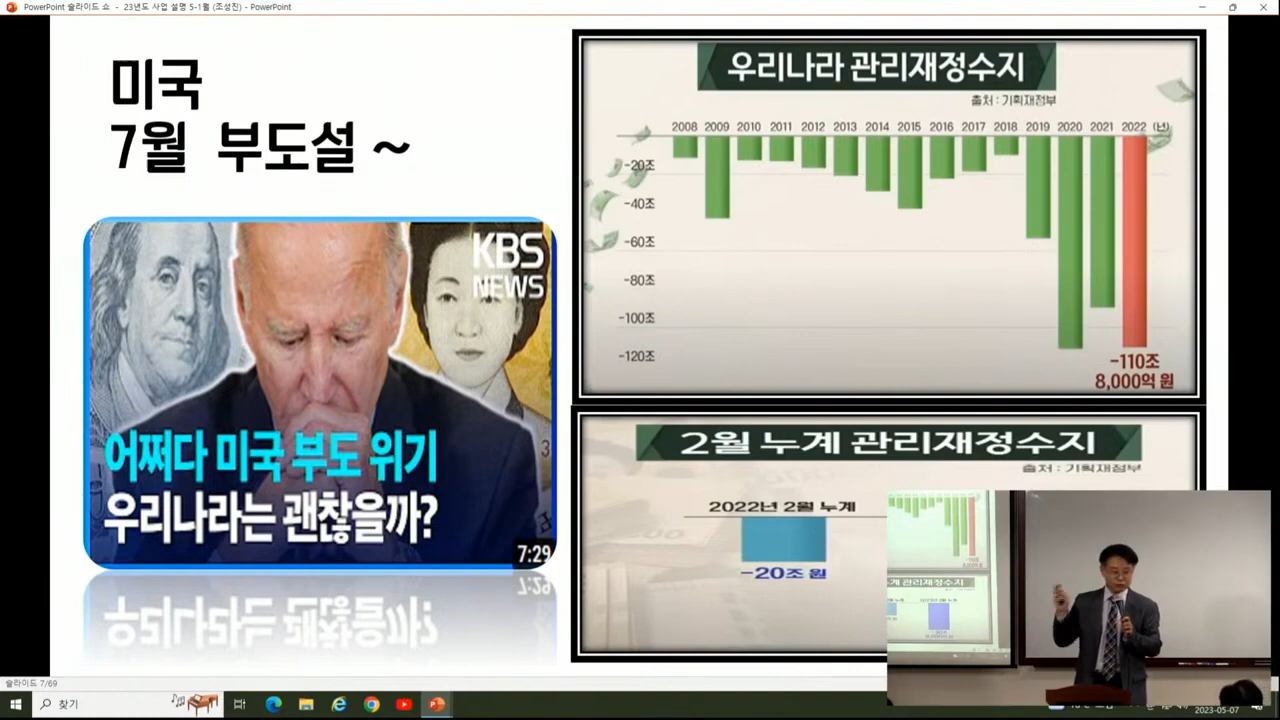 PowerPoint 슬라이드 쇼 - 23년도 사업 설명 5-1월 (조성진) - PowerPoint
미국
7월 부도설 ~
KBS
NEWS
어쩌다 미국 부도 위기
우리나라는 괜찮을까?
7:29
우리나라 관리재정수지
출처 : 기획재정부
2008 2009 2010 2011 2012 2013 2014 2015 2016 2017 2018 2019 2020 2021 2022 (년)
-20조
-40조
-60조
-80조
-100조
-120조
-110조
8,000억 원
2월 누계 관리재정수지
출처 : 기획재정부
2022년 2월 누계
-20조 원
계 관리재정수지
슬라이드 7/69
찾기
2023-05-07